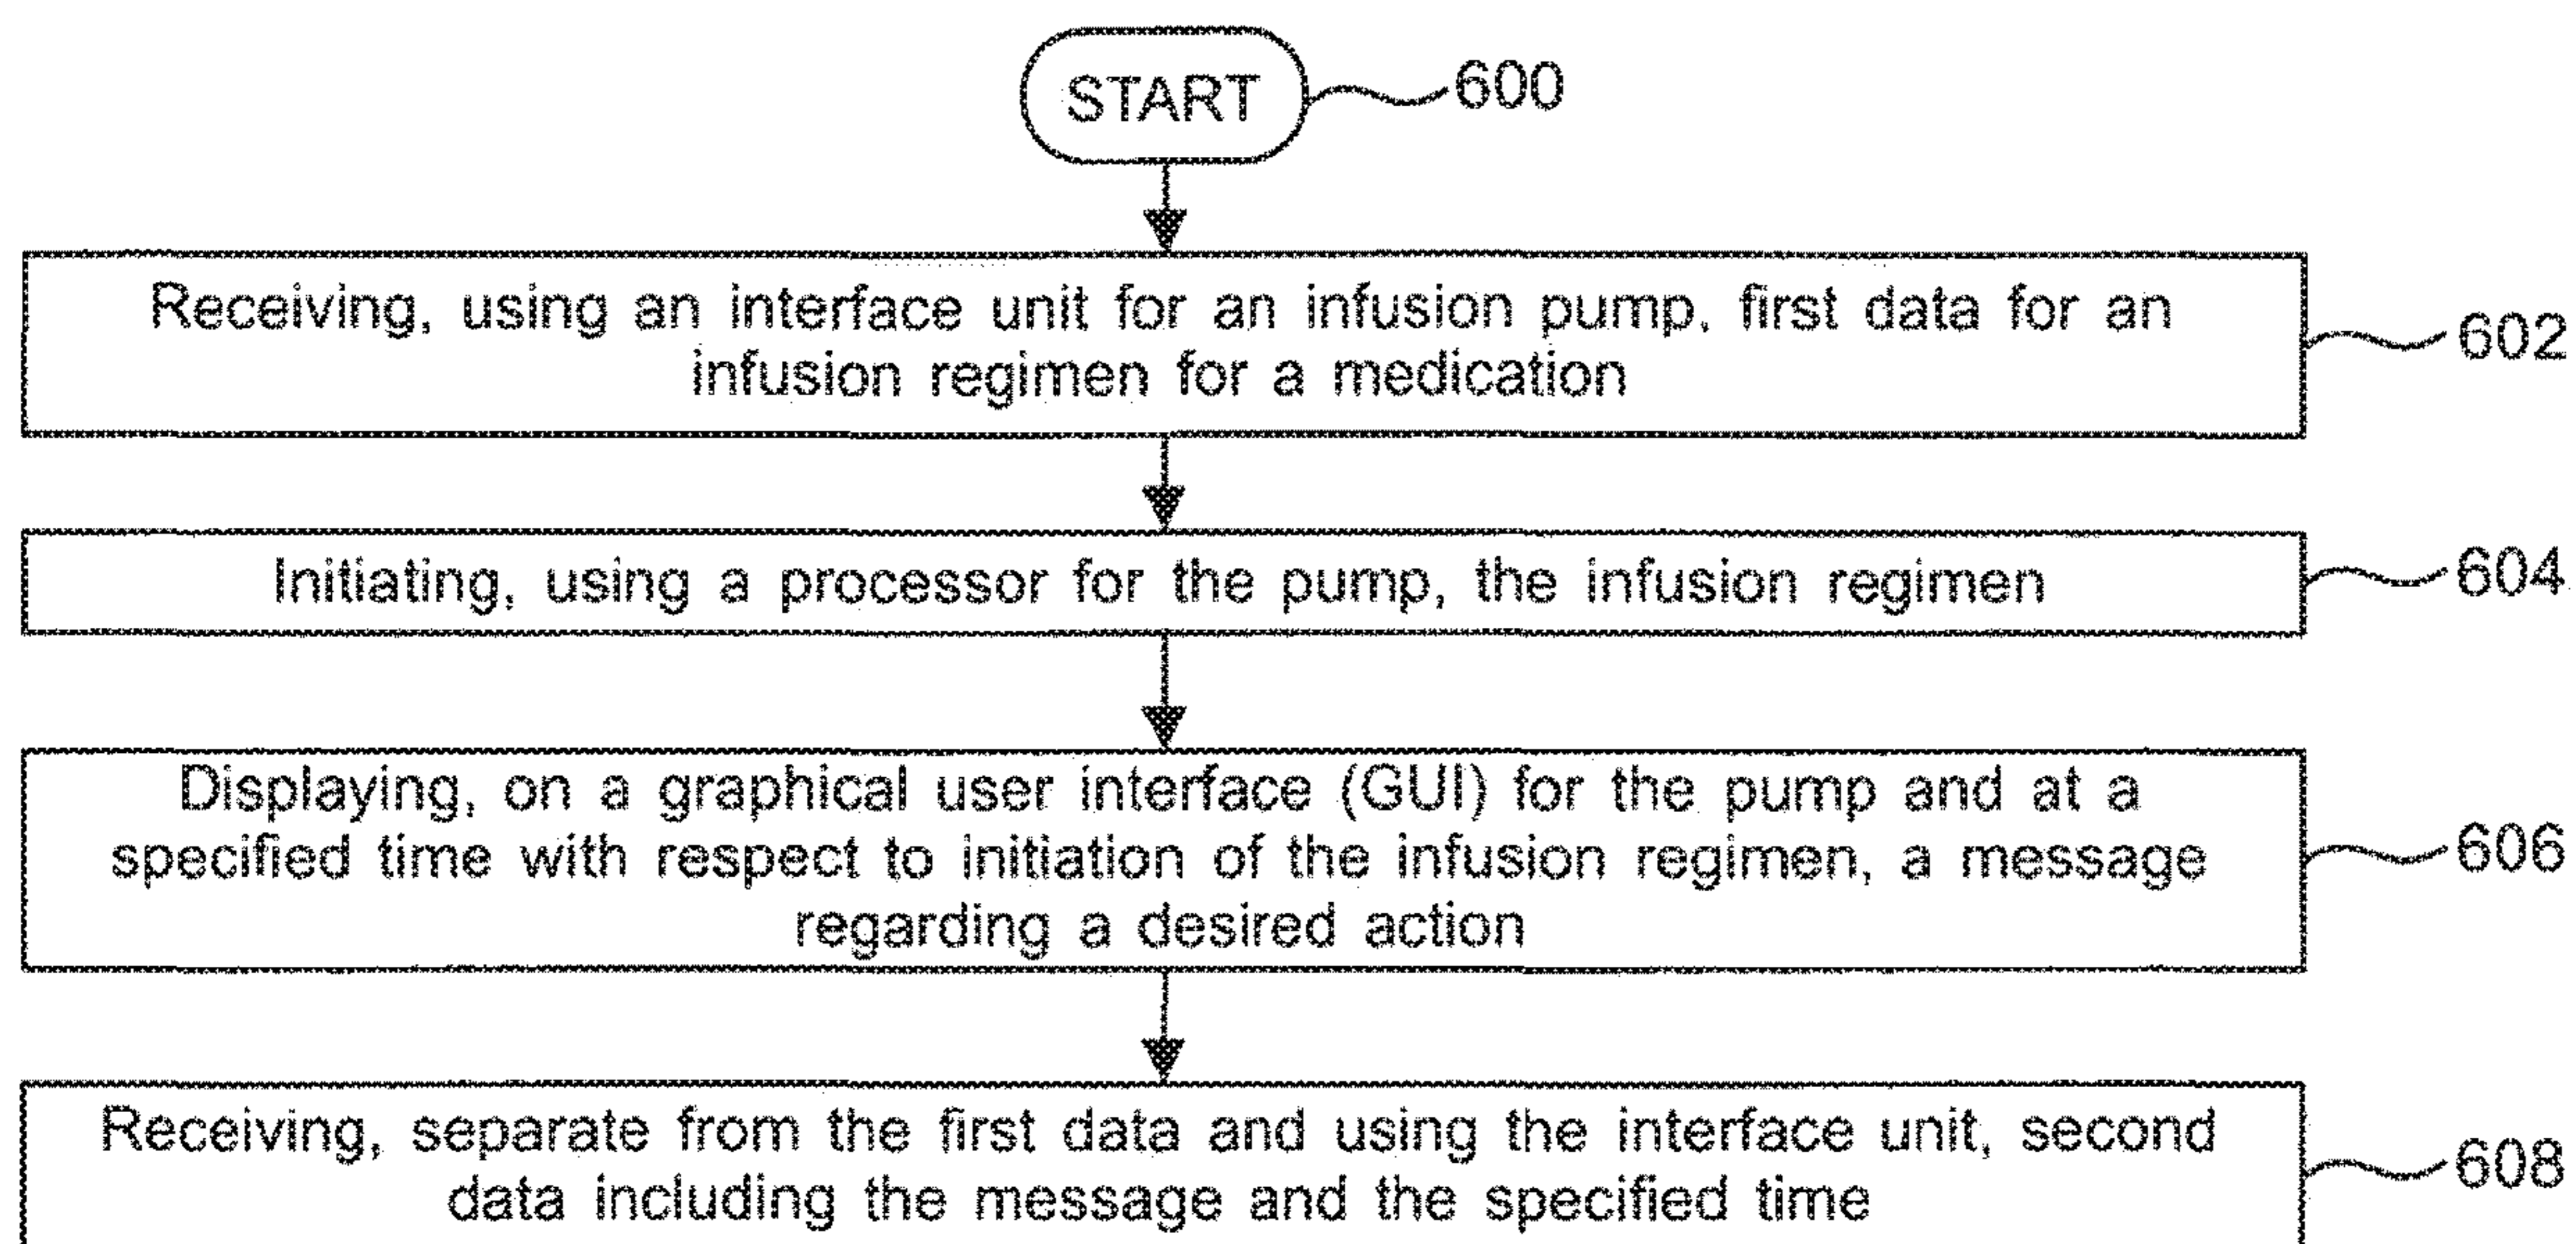 START
600
Receiving, using an interface unit for an infusion pump, first data for an
infusion regimen for a medication
602
Initiating, using a processor for the pump, the infusion regimen
604
Displaying, on a graphical user interface (GUI) for the pump and at a
specified time with respect to initiation of the infusion regimen, a message
regarding a desired action
606
Receiving, separate from the first data and using the interface unit, second
data including the message and the specified time
608